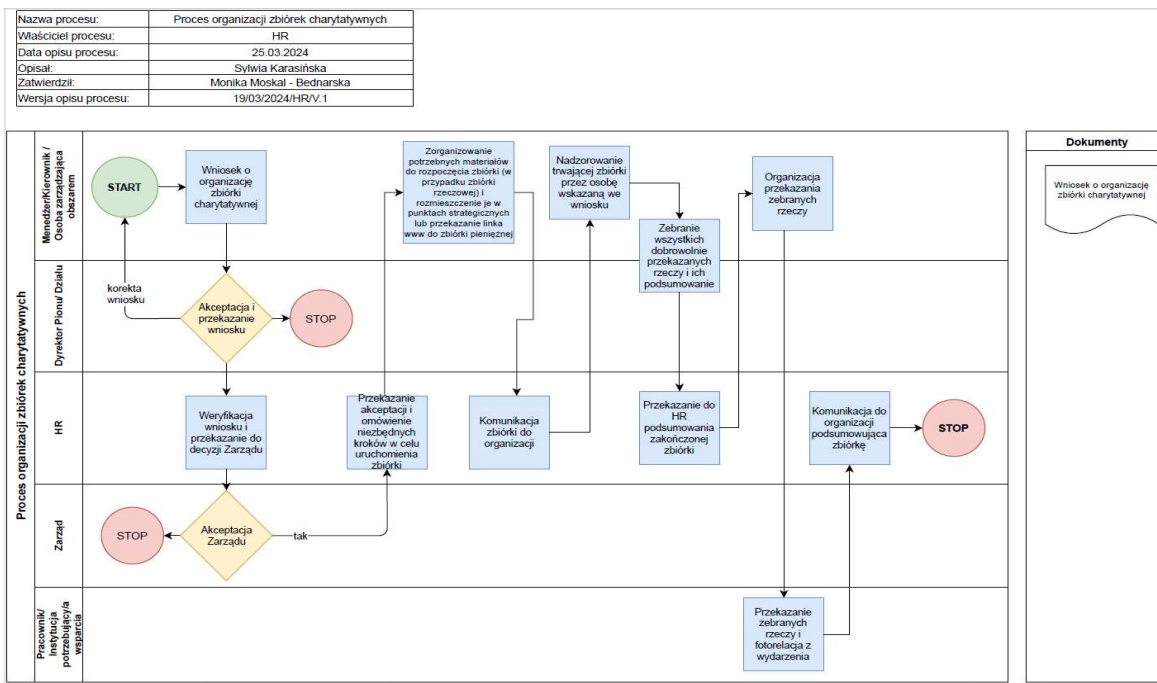 Nazwa procesu: Proces organizacji zbiórek charytatywnych
Właściciel procesu: HR
Data opisu procesu: 25.03.2024
Opisał: Sylwia Karasińska
Zatwierdził: Monika Moskal - Bednarska
Wersja opisu procesu: 19/03/2024/HR/V.1
Proces organizacji zbiórek charytatywnych
Menedżer/Kierownik /
Osoba zarządzająca
obszarem
START
Wniosek o
organizację
zbiórki
charytatywnej
Zorganizowanie
potrzebnych materiałów
do rozpoczęcia zbiórki (w
przypadku zbiórki
rzeczowej) i
rozmieszczenie je w
punktach strategicznych
lub przekazanie linka
www do zbiórki pieniężnej
Nadzorowanie
trwającej zbiórki
przez osobę
wskazaną we
wniosku
Zebranie
wszystkich
dobrowolnie
przekazanych
rzeczy i ich
podsumowanie
Organizacja
przekazania
zebranych
rzeczy
Dyrektor Pionu/ Działu
korekta
wniosku
Akceptacja i
przekazanie
wniosku
STOP
HR
Weryfikacja
wniosku i
przekazanie do
decyzji Zarządu
Przekazanie
akceptacji i
omówienie
niezbędnych
kroków w celu
uruchomienia
zbiórki
Komunikacja
zbiórki do
organizacji
Przekazanie do
HR
podsumowania
zakończonej
zbiórki
Komunikacja do
organizacji
podsumowująca
zbiórkę
STOP
Zarząd
STOP
Akceptacja
Zarządu
tak
Pracownik/
Instytucja
potrzebujący/a
wsparcia
Przekazanie
zebranych
rzeczy i
fotorelacja z
wydarzenia
Dokumenty
Wniosek o organizację
zbiórki charytatywnej